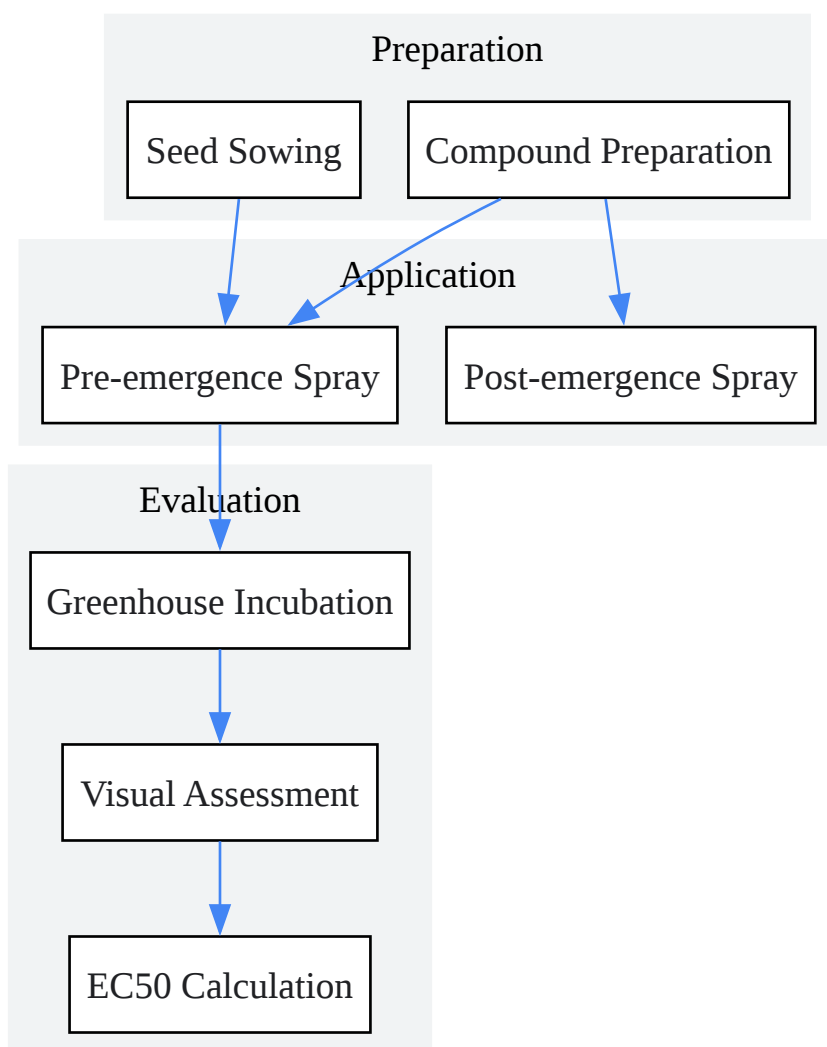 Preparation
Seed Sowing
Compound Preparation
Application
Pre-emergence Spray
Post-emergence Spray
Evaluation
Greenhouse Incubation
Visual Assessment
EC50 Calculation